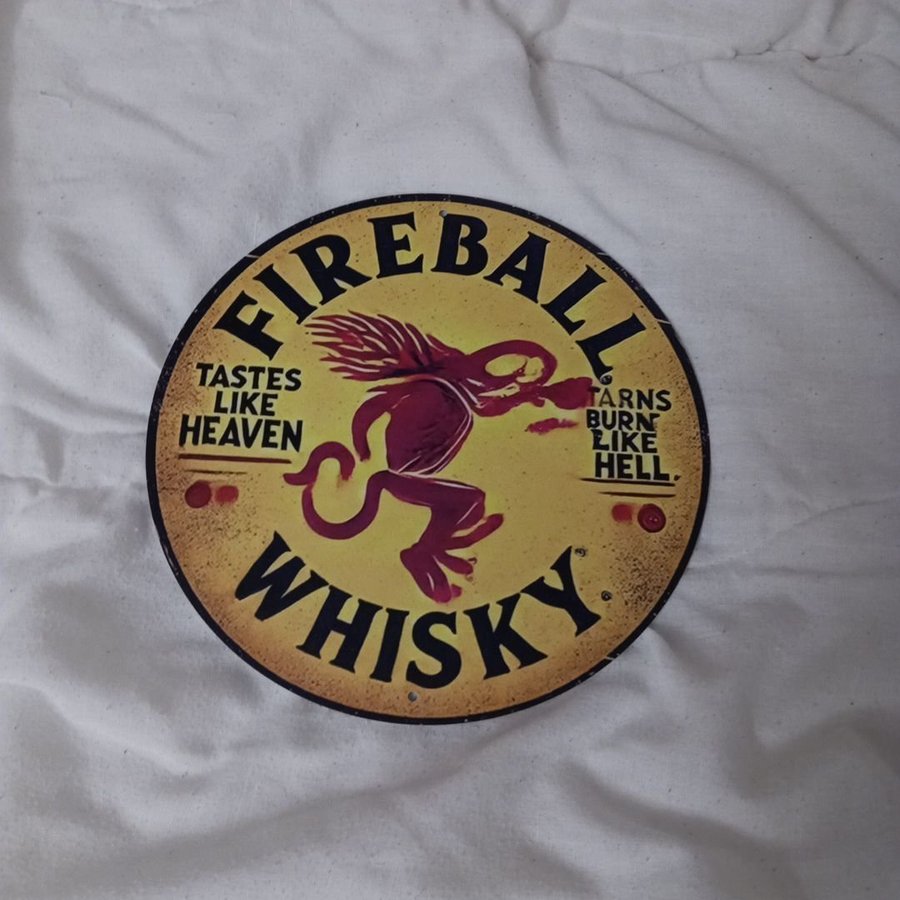 FIREBALL
TASTES
LIKE
HEAVEN
TARNS
BURN
LIKE
HELL.
WHISKY